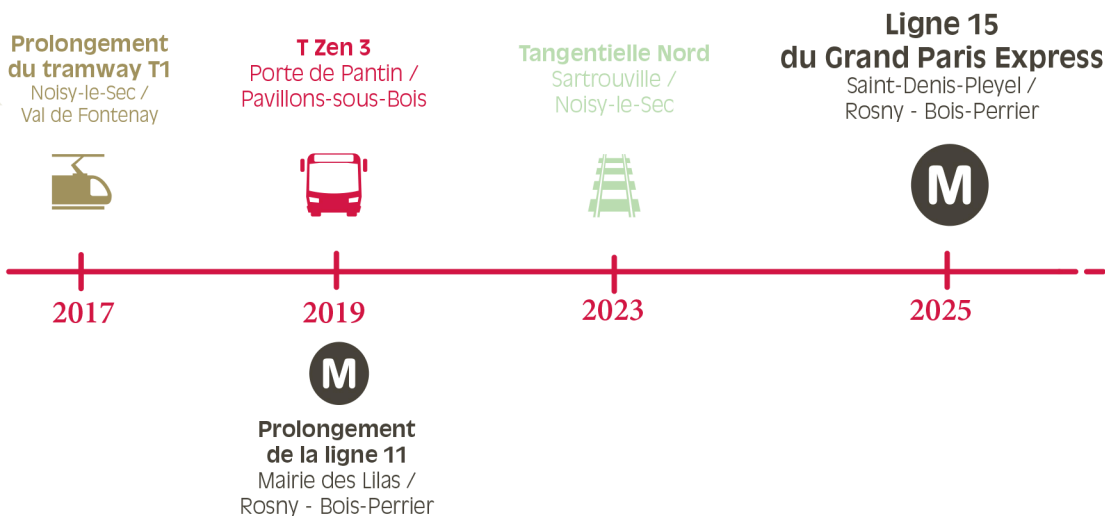 Prolongement
du tramway T1
Noisy-le-Sec /
Val de Fontenay
2017
T Zen 3
Porte de Pantin /
Pavillons-sous-Bois
2019
M
Prolongement
de la ligne 11
Mairie des Lilas /
Rosny - Bois-Perrier
Tangentielle Nord
Sartrouville /
Noisy-le-Sec
2023
Ligne 15
du Grand Paris Express
Saint-Denis-Pleyel /
Rosny - Bois-Perrier
M
2025